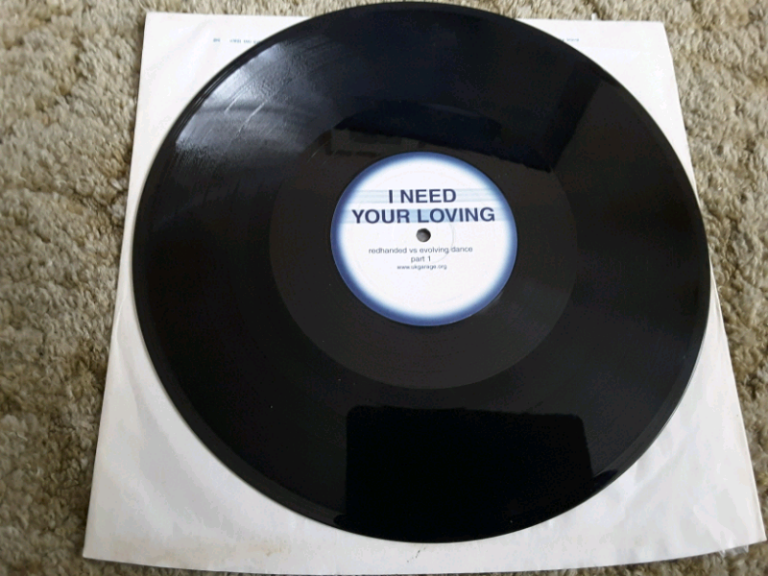 I NEED
YOUR LOVING
redhanded vs evolving dance
part 1
www.ukgarage.org